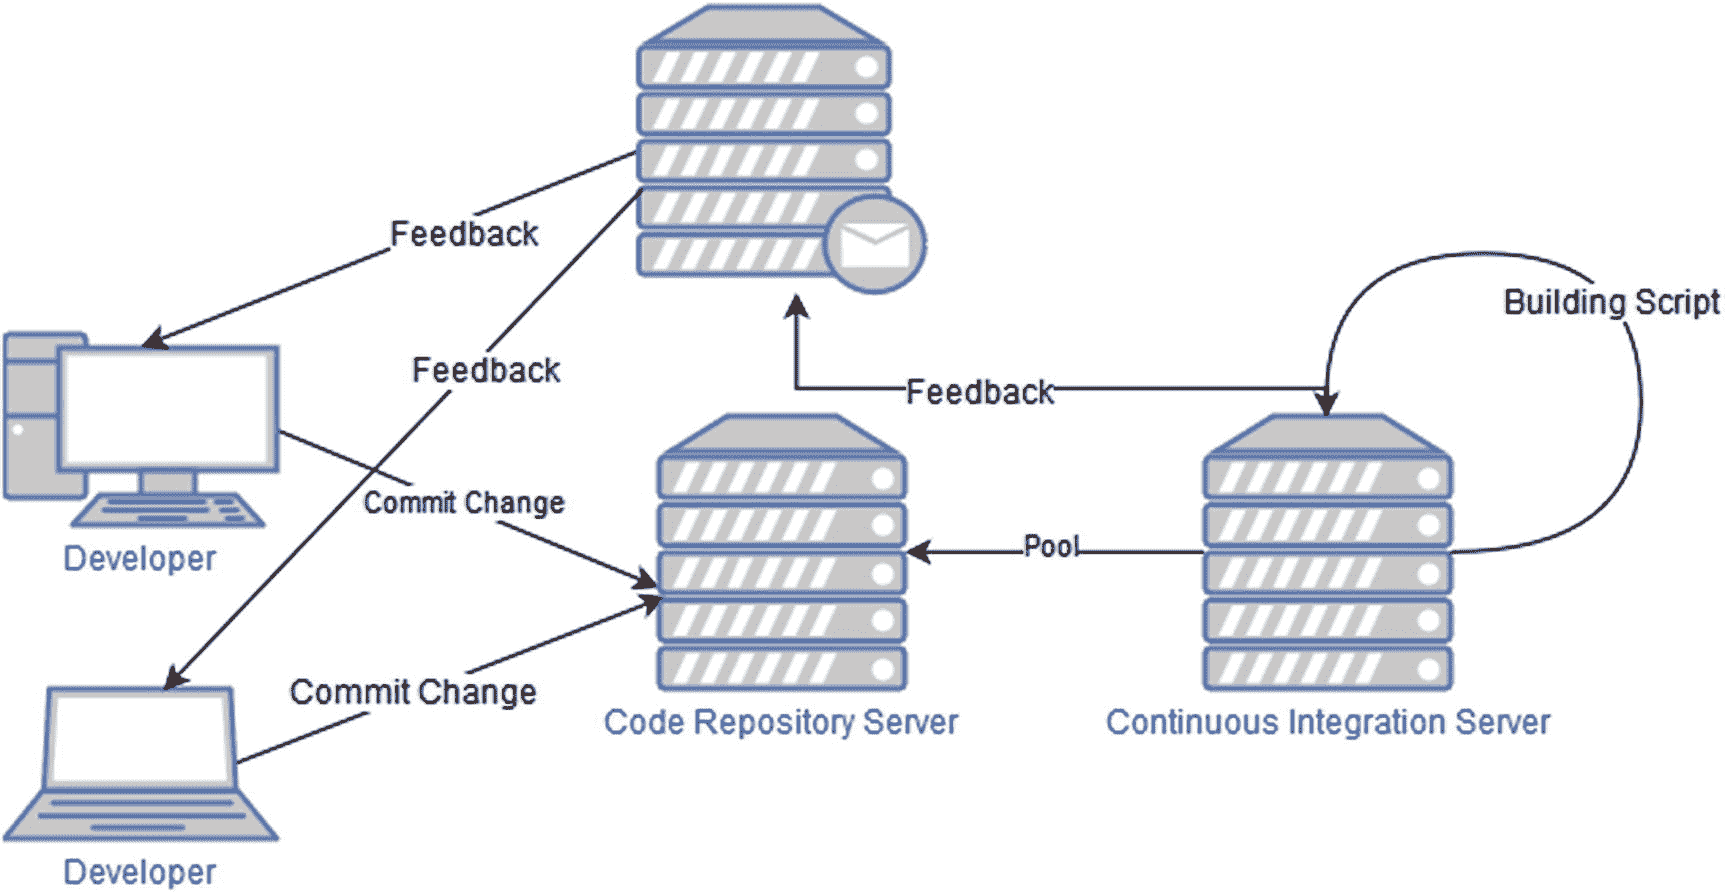 Feedback
Building Script
Feedback
Feedback
Commit Change
Pool
Developer
Commit Change
Code Repository Server
Continuous Integration Server
Developer